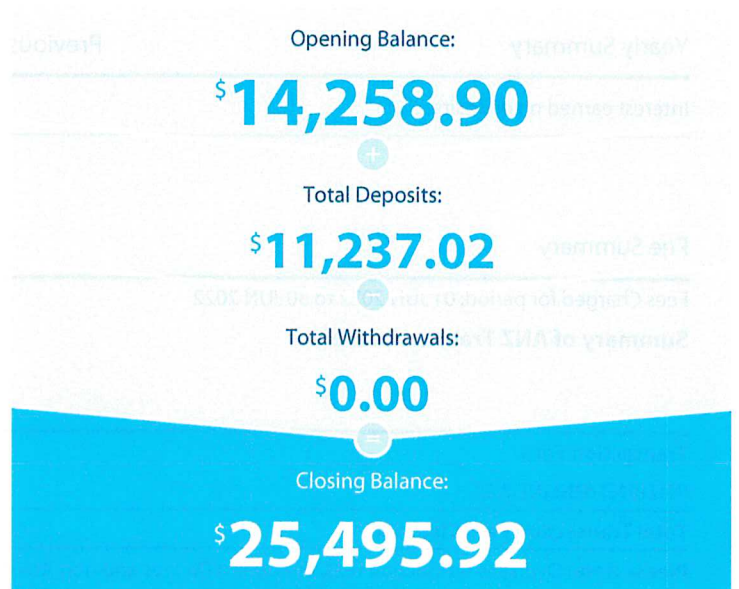 Opening Balance:
$14,258.90
+
Total Deposits:
$11,237.02
Total Withdrawals:
$0.00
=
Closing Balance:
$25,495.92